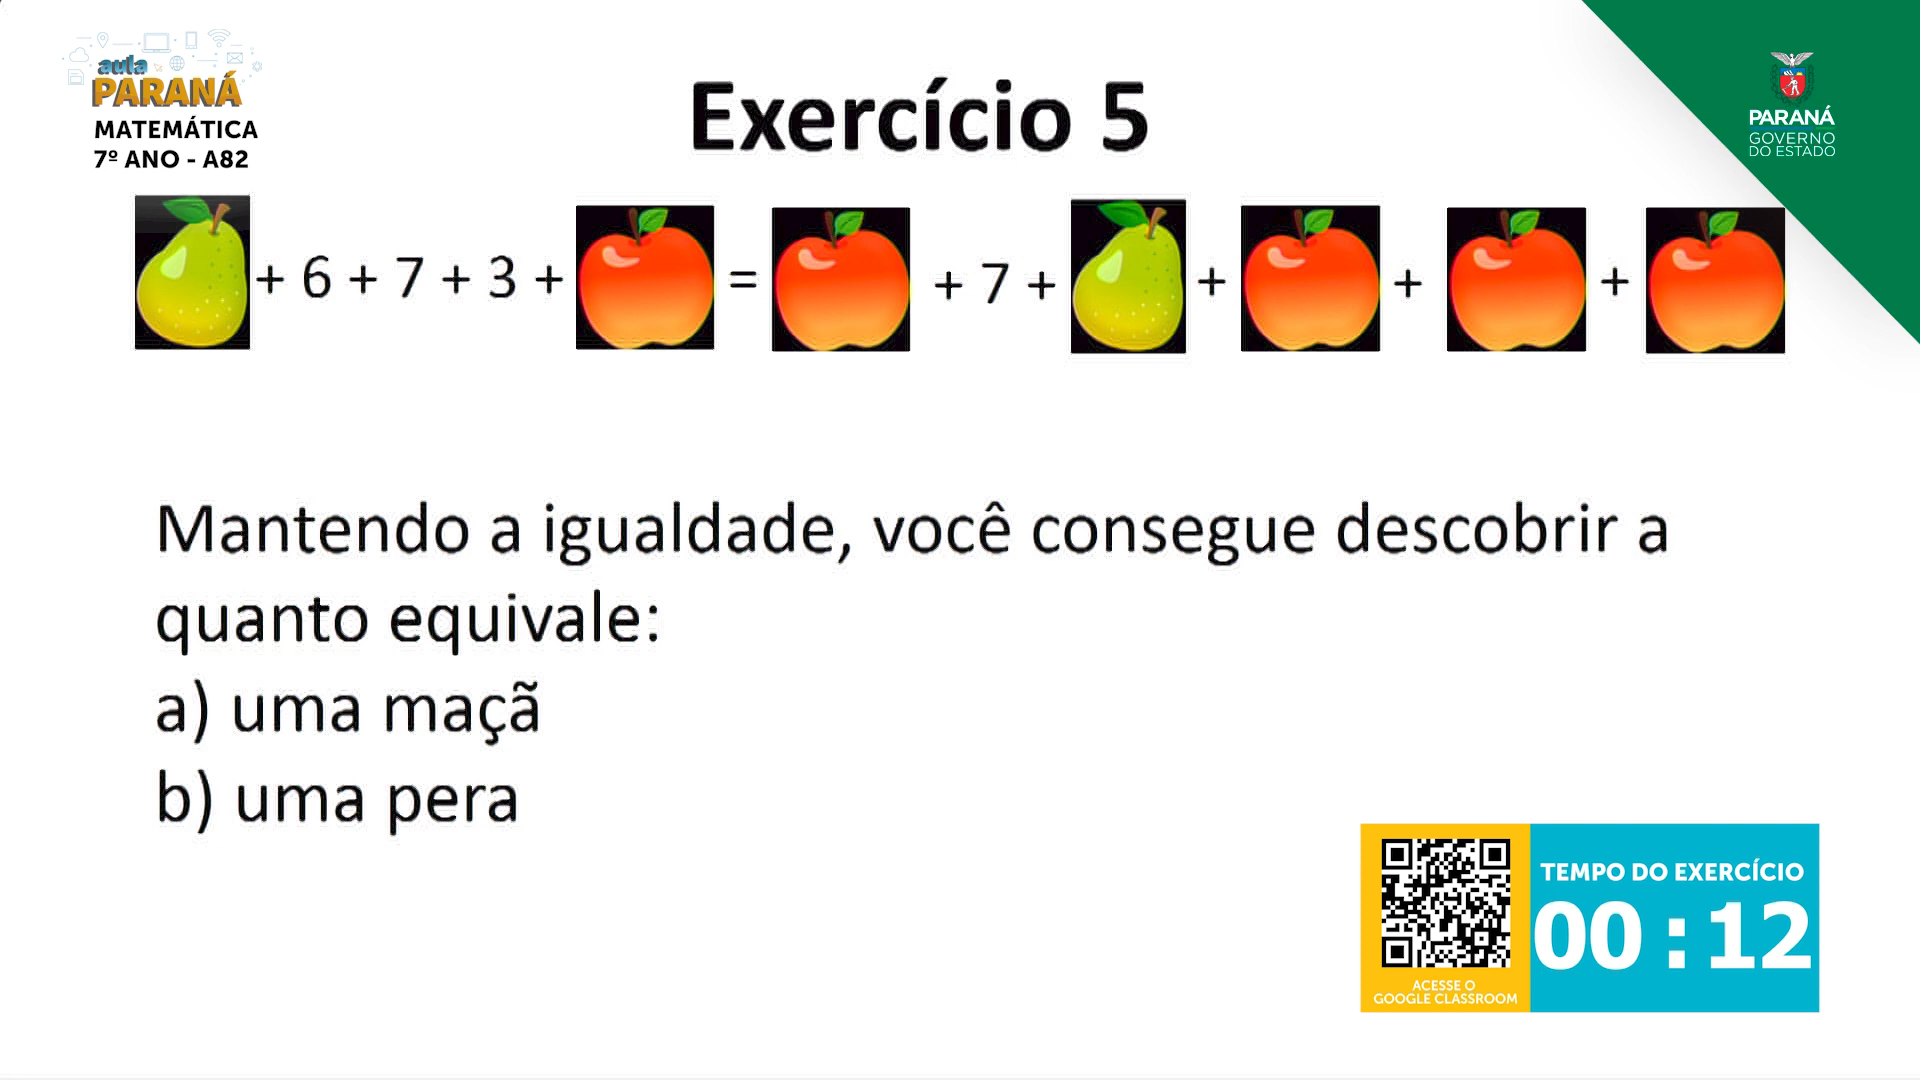 aula
PARANÁ
MATEMÁTICA
7º ANO - A82
Exercício 5
PARANÁ
GOVERNO
DO ESTADO
+ 6 + 7 + 3 + = + 7 + + + +
Mantendo a igualdade, você consegue descobrir a
quanto equivale:
a) uma maçã
b) uma pera
TEMPO DO EXERCÍCIO
00 : 12
ACESSE O
GOOGLE CLASSROOM